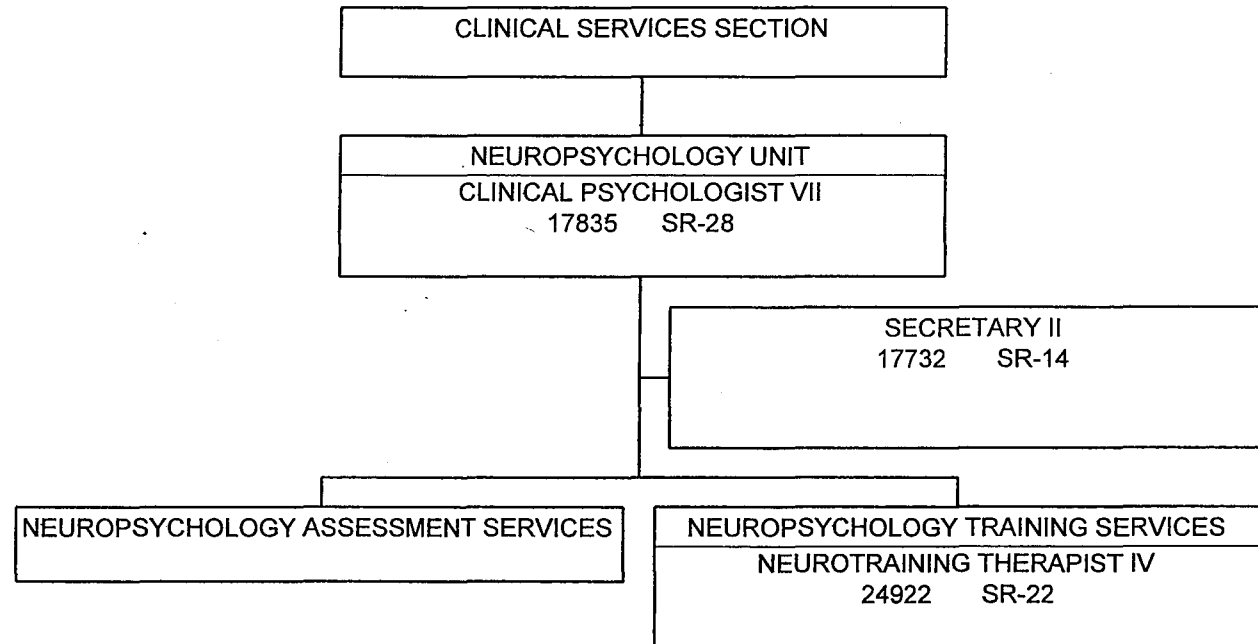 CLINICAL SERVICES SECTION
NEUROPSYCHOLOGY UNIT
CLINICAL PSYCHOLOGIST VII
17835 SR-28
SECRETARY II
17732 SR-14
NEUROPSYCHOLOGY ASSESSMENT SERVICES
NEUROPSYCHOLOGY TRAINING SERVICES
NEUROTRAINING THERAPIST IV
24922 SR-22